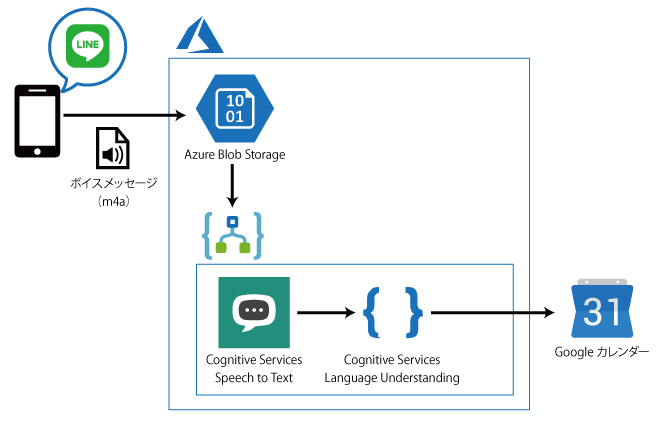 LINE
10
01
Azure Blob Storage
ボイスメッセージ
（m4a）
Cognitive Services
Speech to Text
Cognitive Services
Language Understanding
31
Google カレンダー